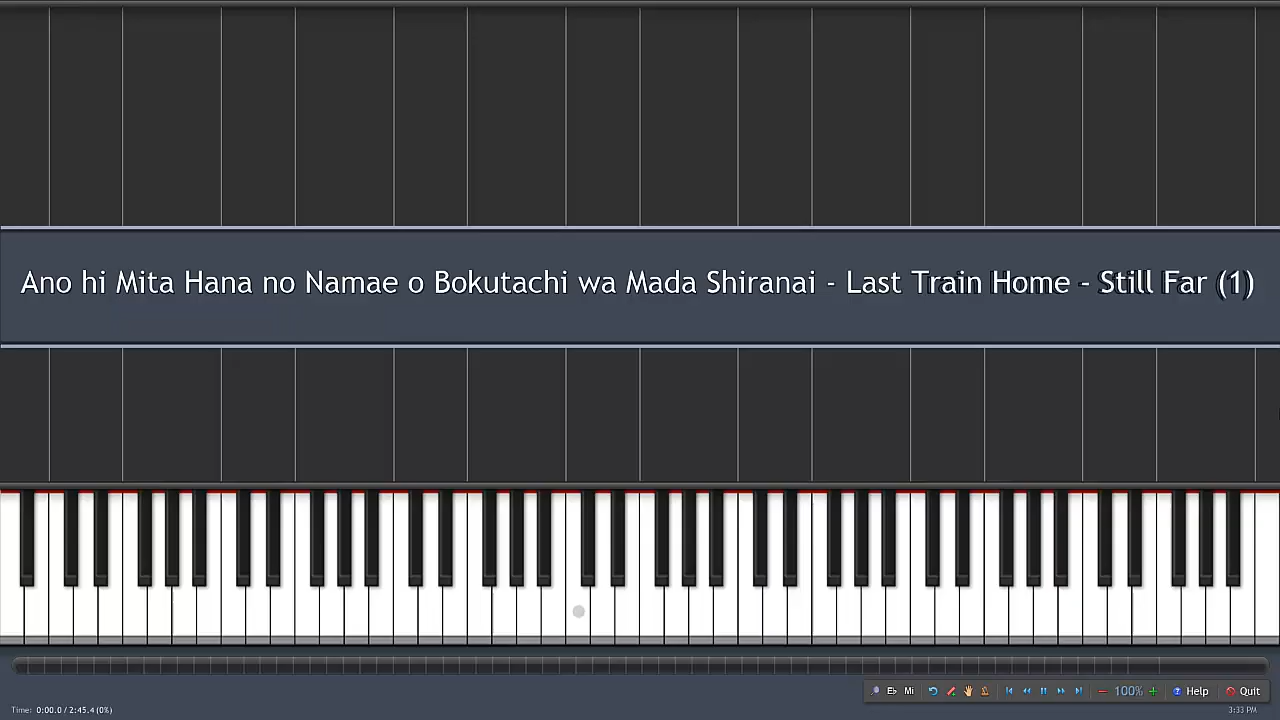 Ano hi Mita Hana no Namae o Bokutachi wa Mada Shiranai - Last Train Home - Still Far (1)
Eb Mi 100% Help Quit
Time: 0:00.0 / 2:45.4 (0%)
3:33 PM